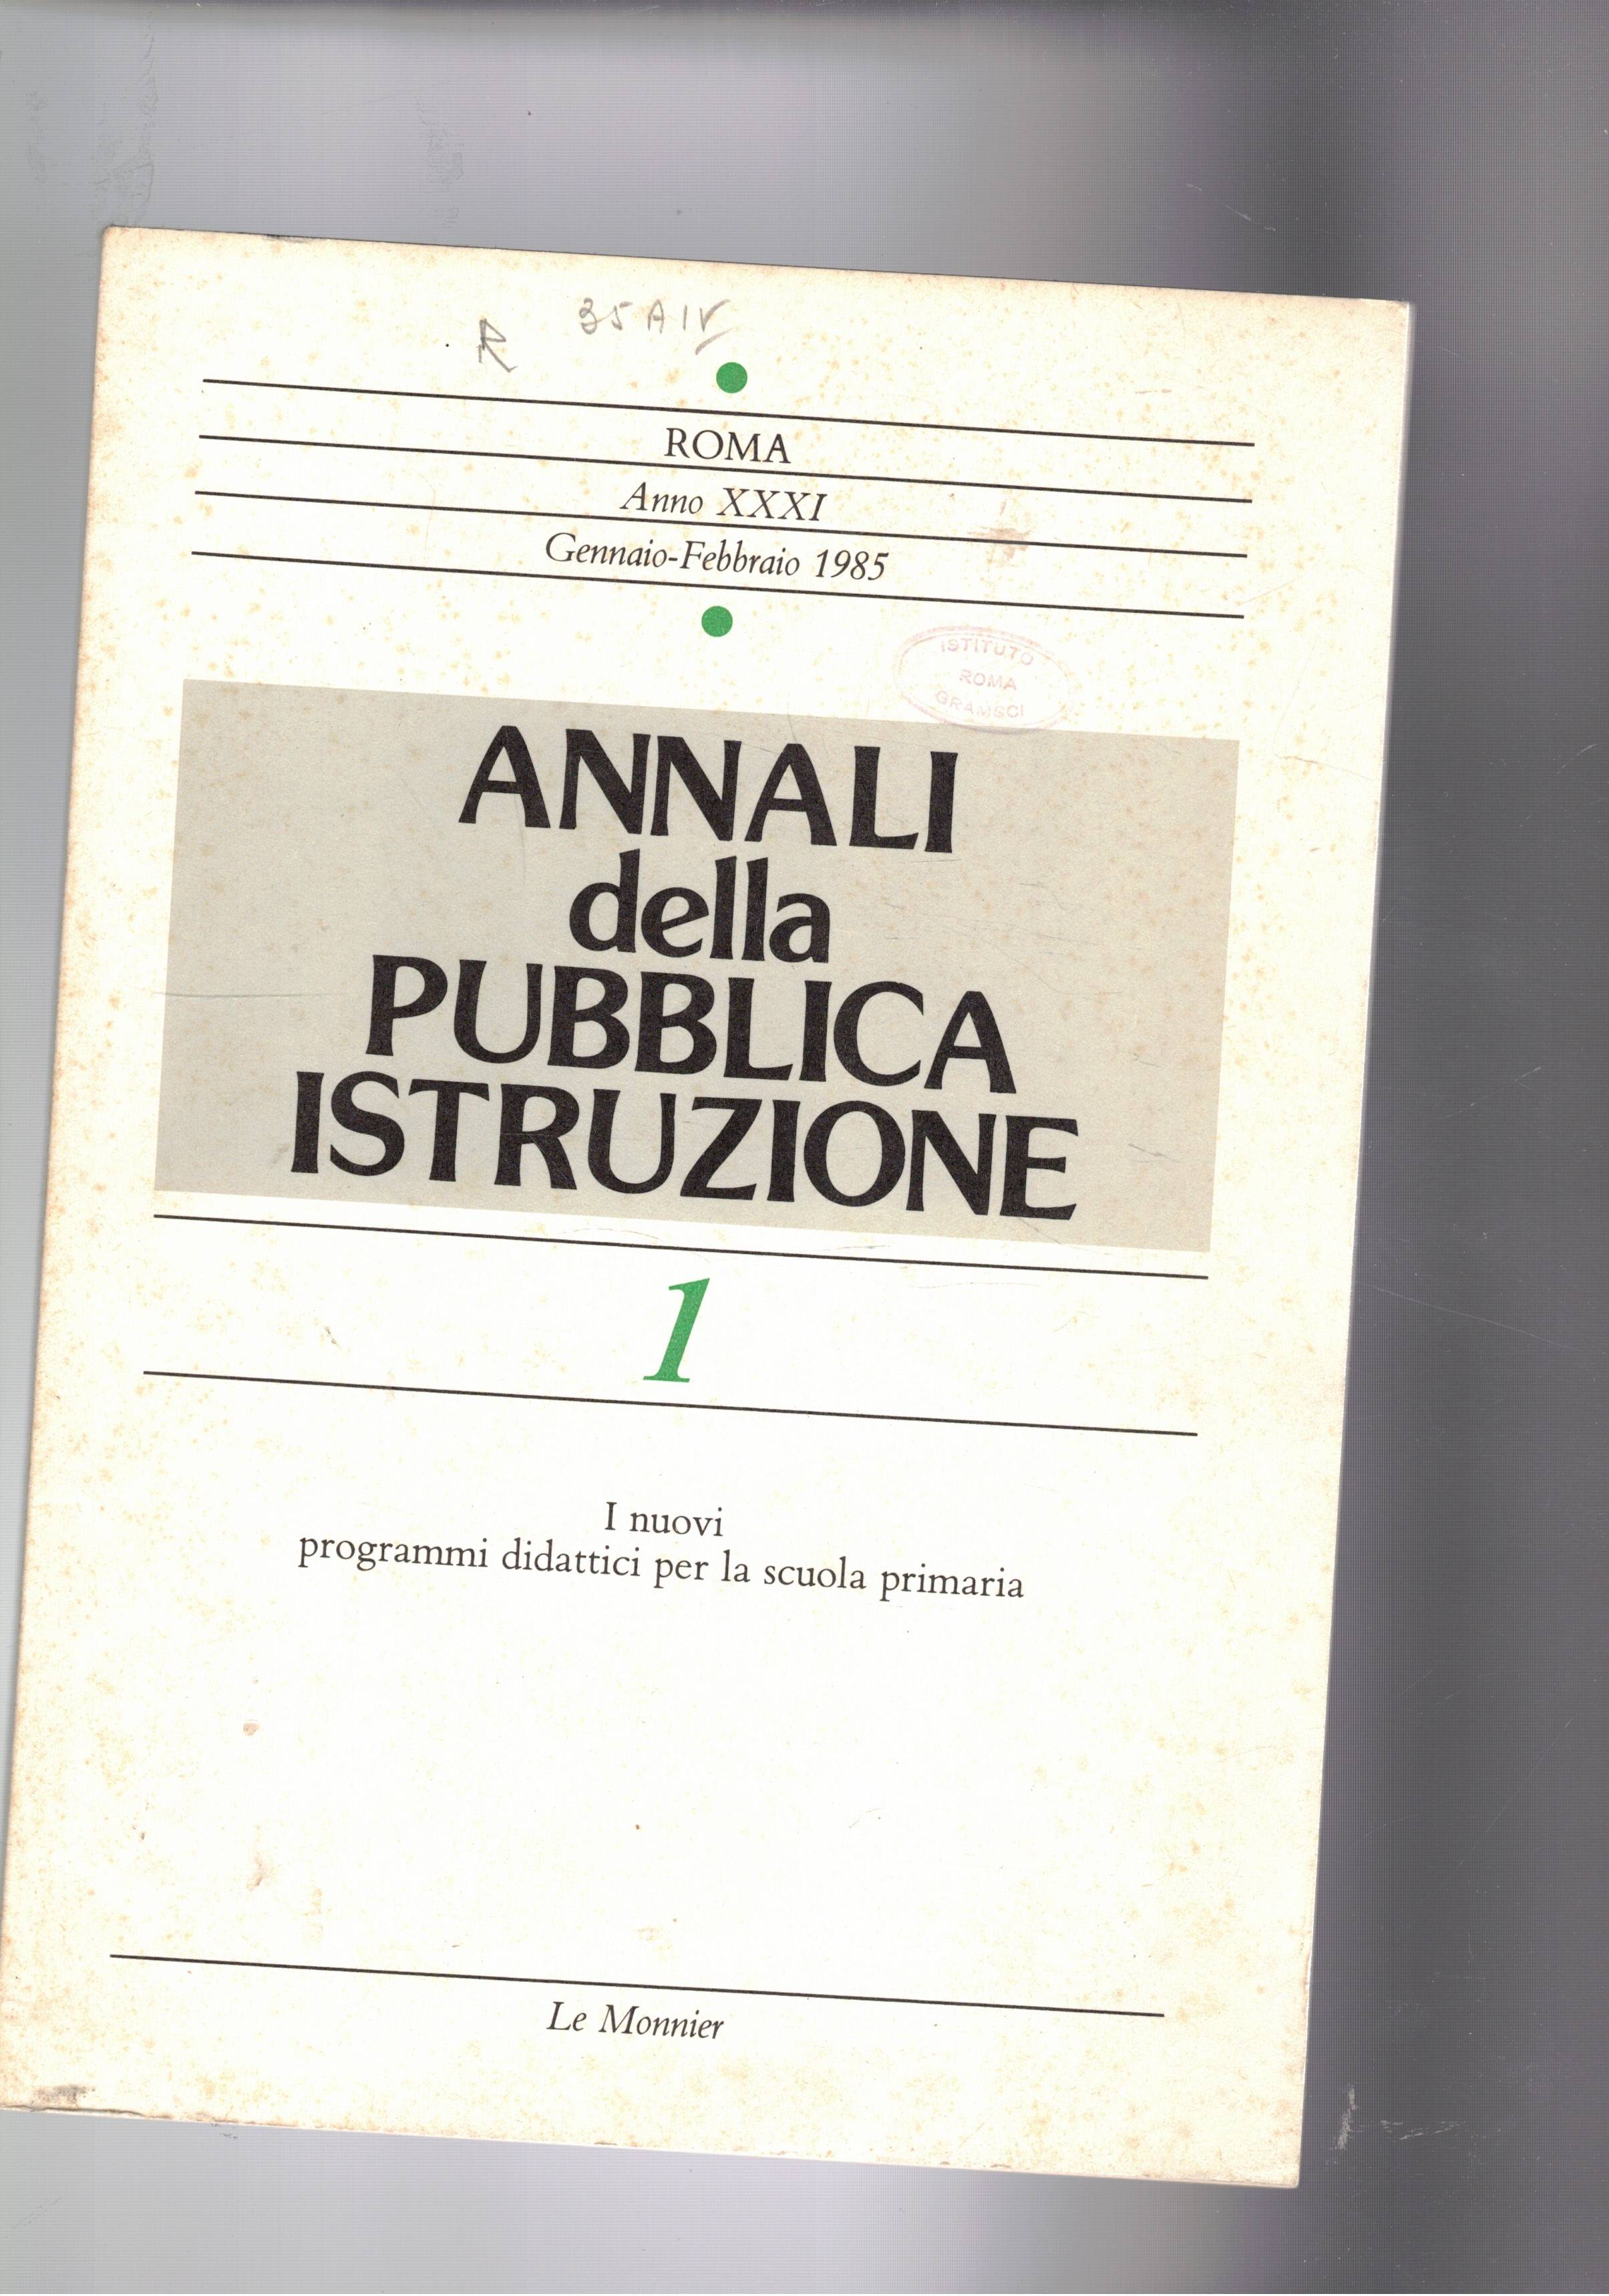 R 35 A IV
ROMA
Anno XXXI
Gennaio-Febbraio 1985
ISTITUTO
ROMA
GRAMSCI
ANNALI
della
PUBBLICA
ISTRUZIONE
1
I nuovi
programmi didattici per la scuola primaria
Le Monnier